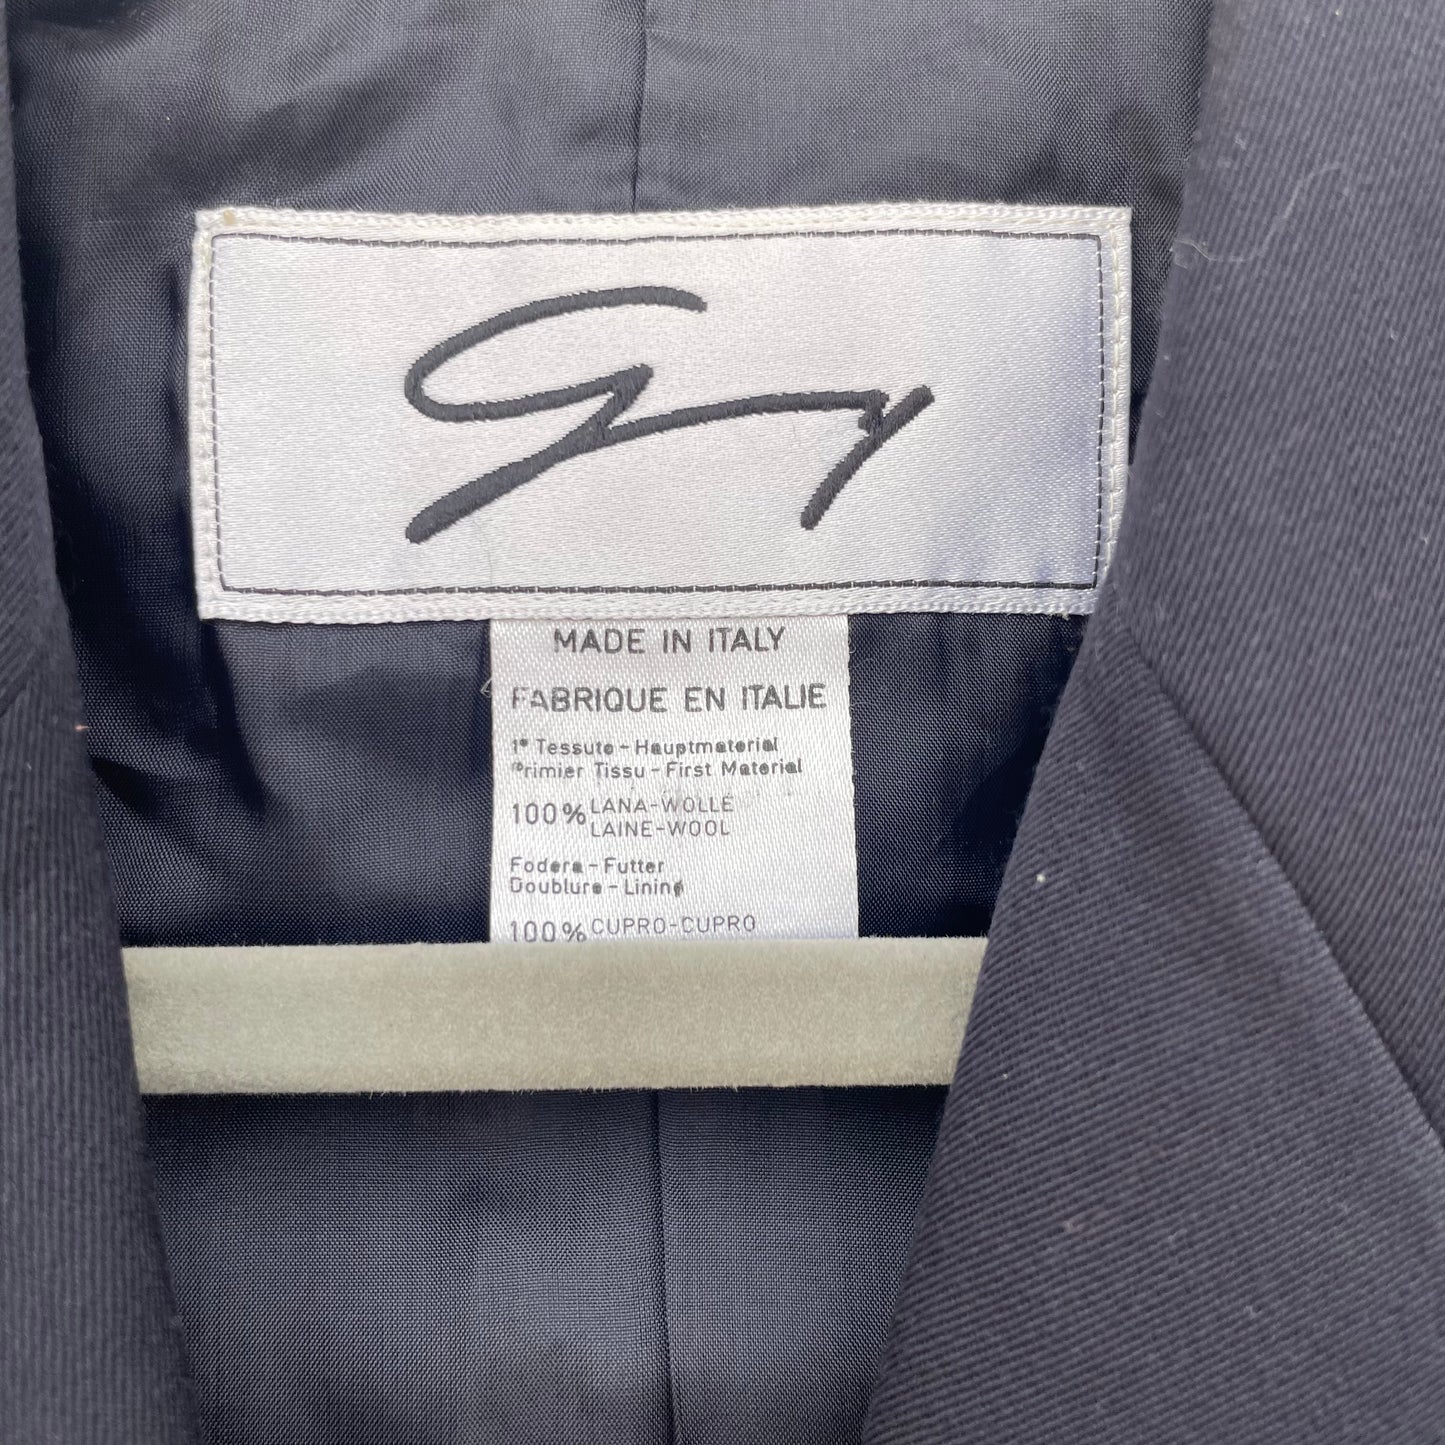 Gy
MADE IN ITALY
FABRIQUE EN ITALIE
1° Tessuto - Hauptmaterial
Primier Tissu - First Material
100% LANA-WOLLE
LAINE-WOOL
Fodera - Futter
Doublure - Lining
100% CUPRO-CUPRO